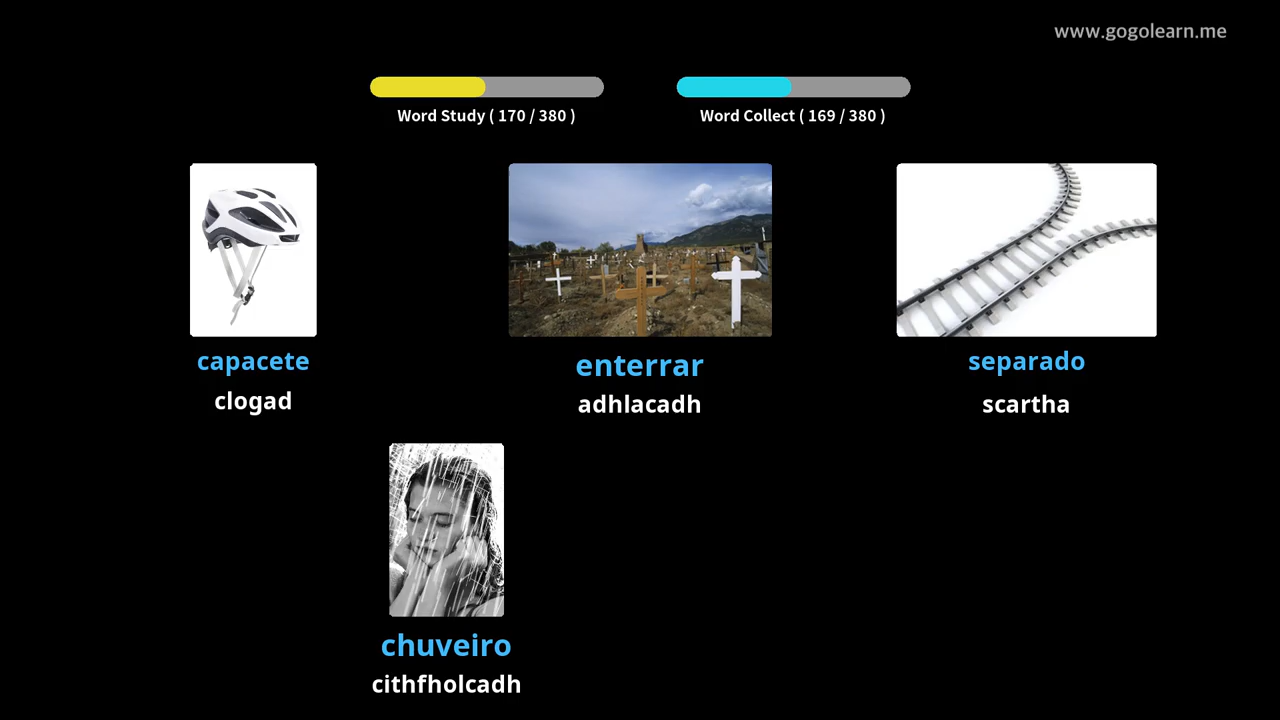 www.gogolearn.me
Word Study ( 170 / 380 )
Word Collect ( 169 / 380 )
capacete
clogad
enterrar
adhlacadh
separado
scartha
chuveiro
cithfholcadh